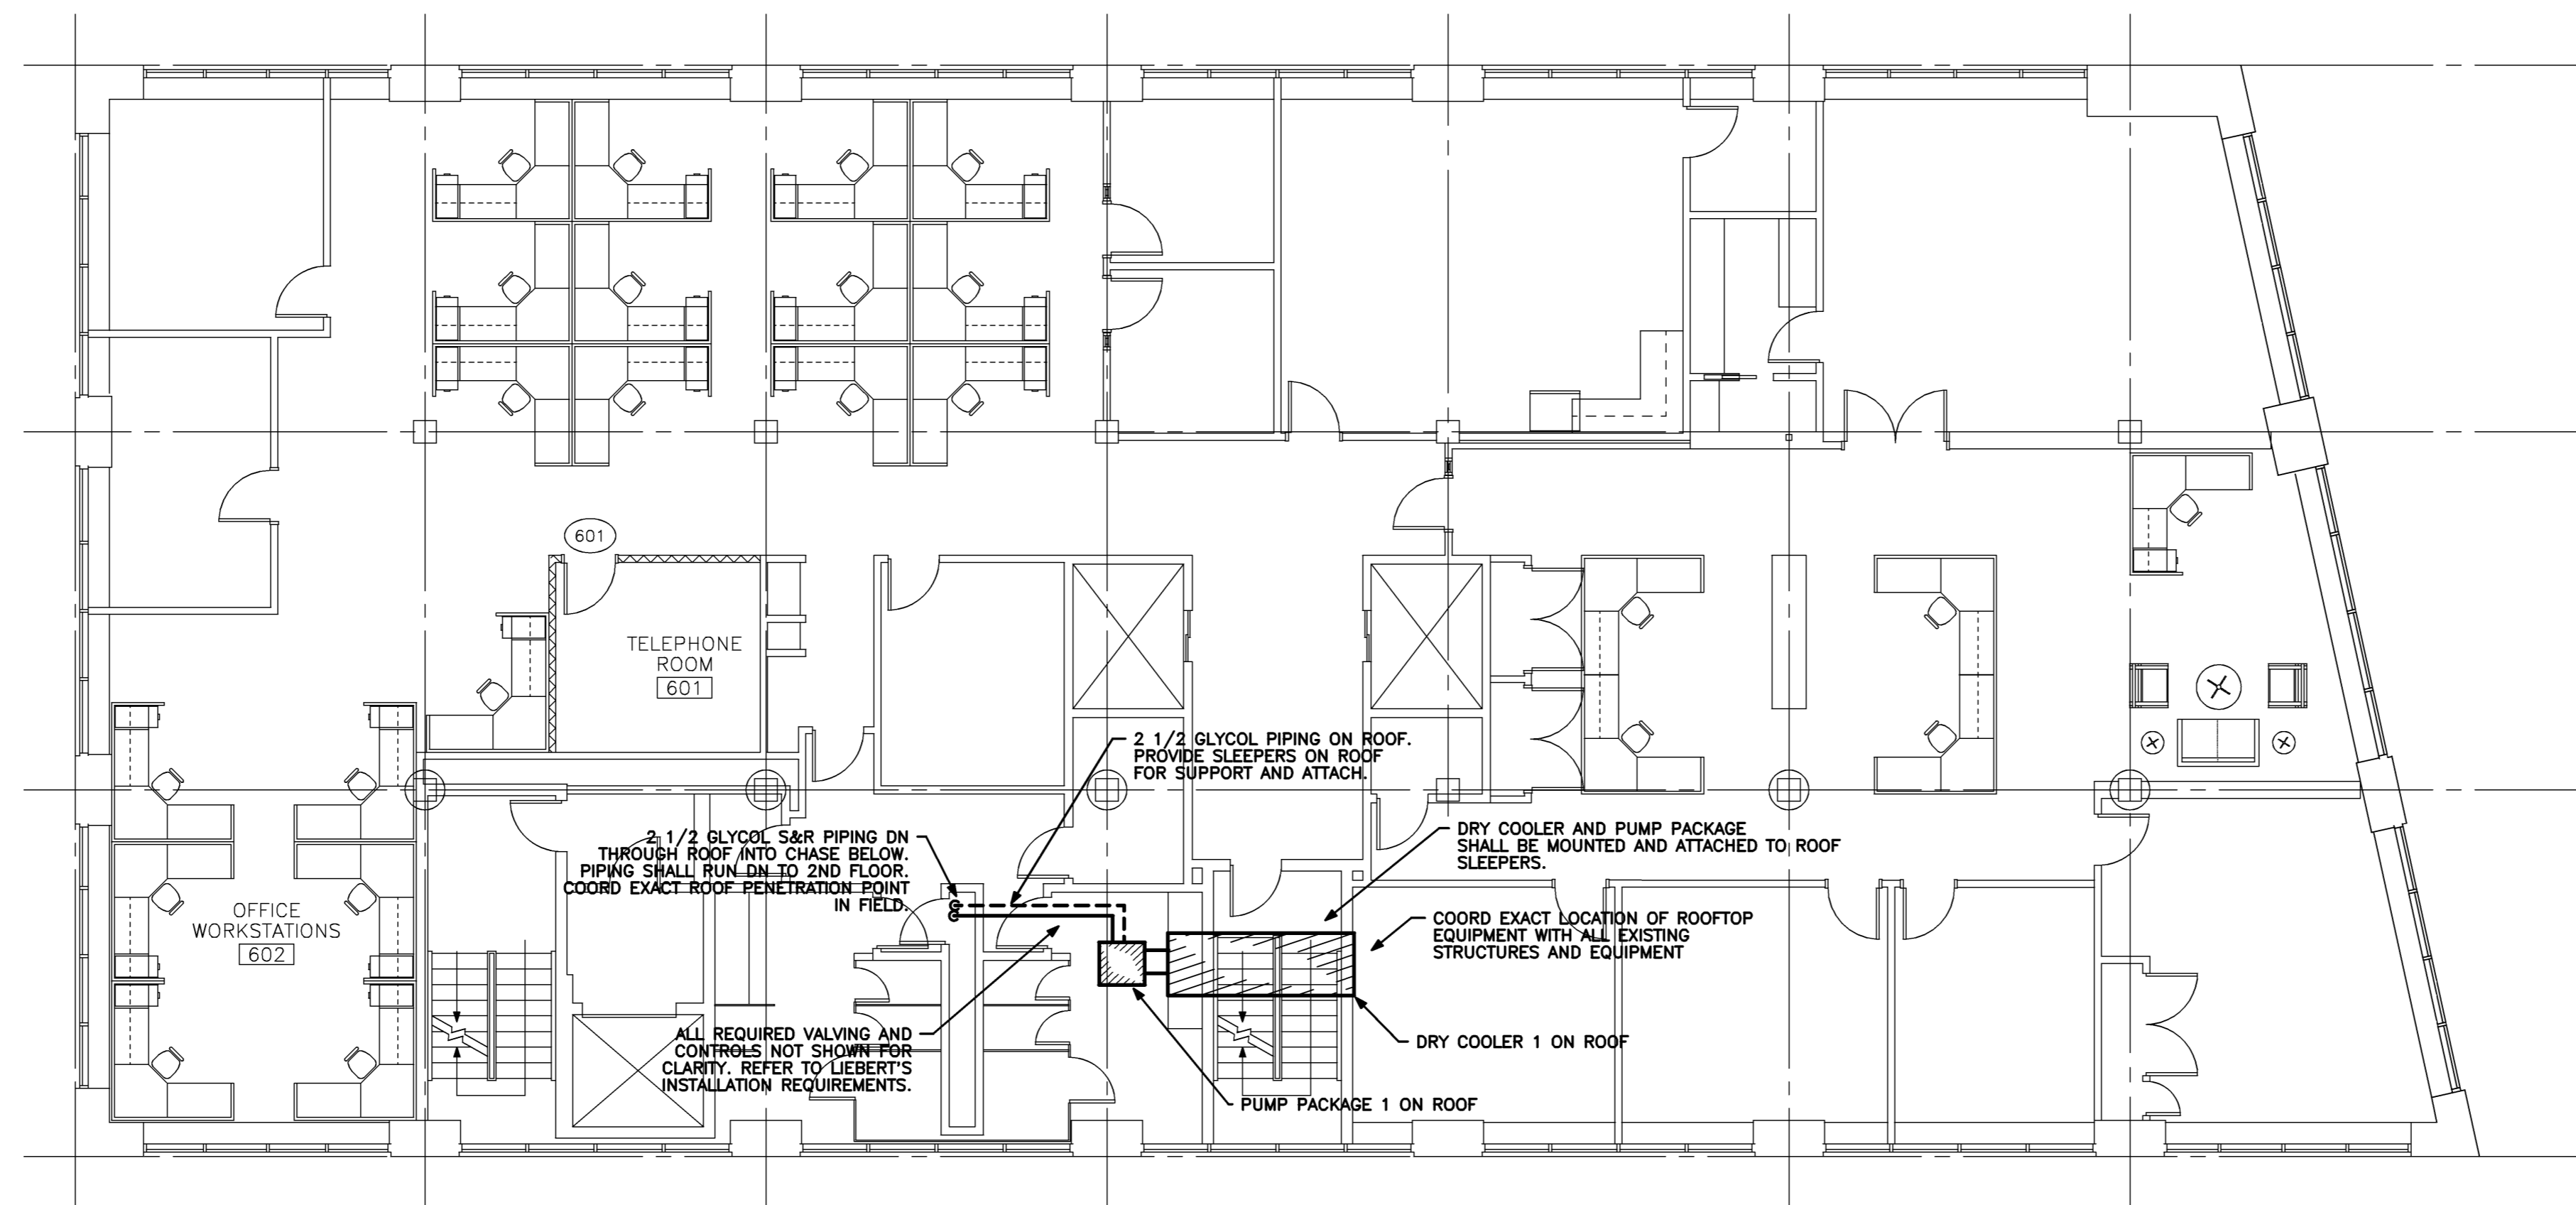 601
TELEPHONE
ROOM
601
2 1/2 GLYCOL PIPING ON ROOF.
PROVIDE SLEEPERS ON ROOF
FOR SUPPORT AND ATTACH.
2 1/2 GLYCOL S&R PIPING DN
THROUGH ROOF INTO CHASE BELOW.
PIPING SHALL RUN DN TO 2ND FLOOR.
COORD EXACT ROOF PENETRATION POINT
IN FIELD.
DRY COOLER AND PUMP PACKAGE
SHALL BE MOUNTED AND ATTACHED TO ROOF
SLEEPERS.
OFFICE
WORKSTATIONS
602
COORD EXACT LOCATION OF ROOFTOP
EQUIPMENT WITH ALL EXISTING
STRUCTURES AND EQUIPMENT
ALL REQUIRED VALVING AND
CONTROLS NOT SHOWN FOR
CLARITY. REFER TO LIEBERT'S
INSTALLATION REQUIREMENTS.
DRY COOLER 1 ON ROOF
PUMP PACKAGE 1 ON ROOF